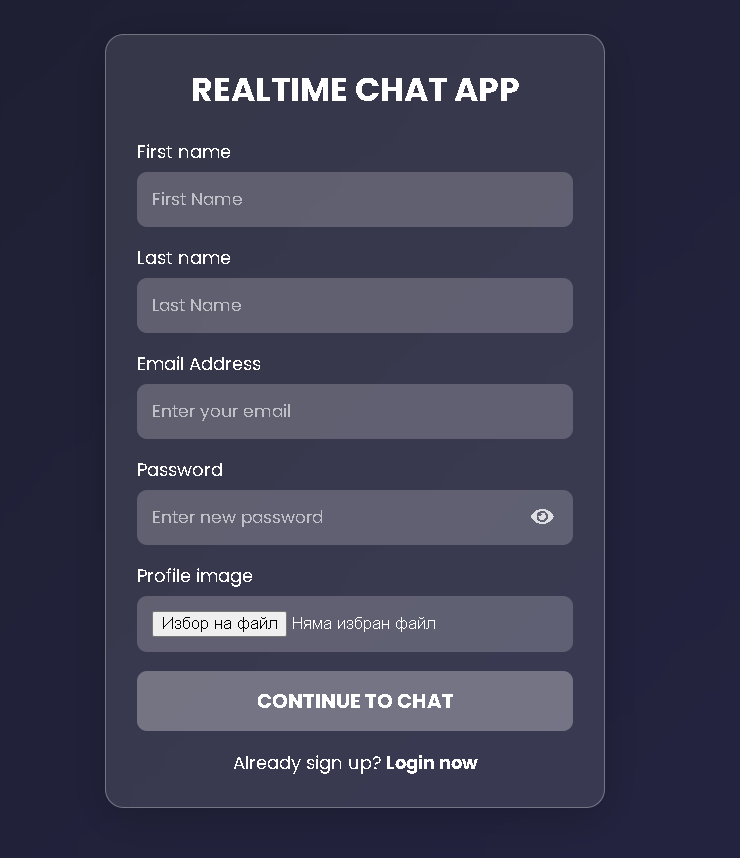 REALTIME CHAT APP
First name
First Name
Last name
Last Name
Email Address
Enter your email
Password
Enter new password
Profile image
Избор на файл Няма избран файл
CONTINUE TO CHAT
Already sign up? Login now